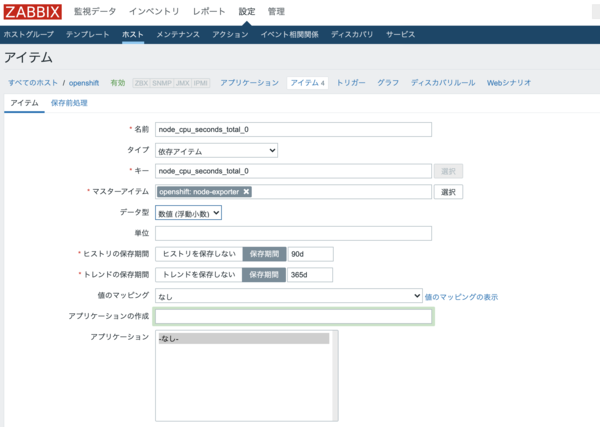 ZABBIX 監視データ インベントリ レポート 設定 管理
ホストグループ テンプレート ホスト メンテナンス アクション イベント相関関係 ディスカバリ サービス
アイテム
すべてのホスト / openshift 有効 ZBX SNMP JMX IPMI アプリケーション アイテム 4 トリガー グラフ ディスカバリルール Webシナリオ
アイテム 保存前処理
* 名前 node_cpu_seconds_total_0
タイプ 依存アイテム
* キー node_cpu_seconds_total_0 選択
* マスターアイテム openshift: node-exporter ✖ 選択
データ型 数値 (浮動小数)
単位
* ヒストリの保存期間 ヒストリを保存しない 保存期間 90d
* トレンドの保存期間 トレンドを保存しない 保存期間 365d
値のマッピング なし 値のマッピングの表示
アプリケーションの作成
アプリケーション -なし-